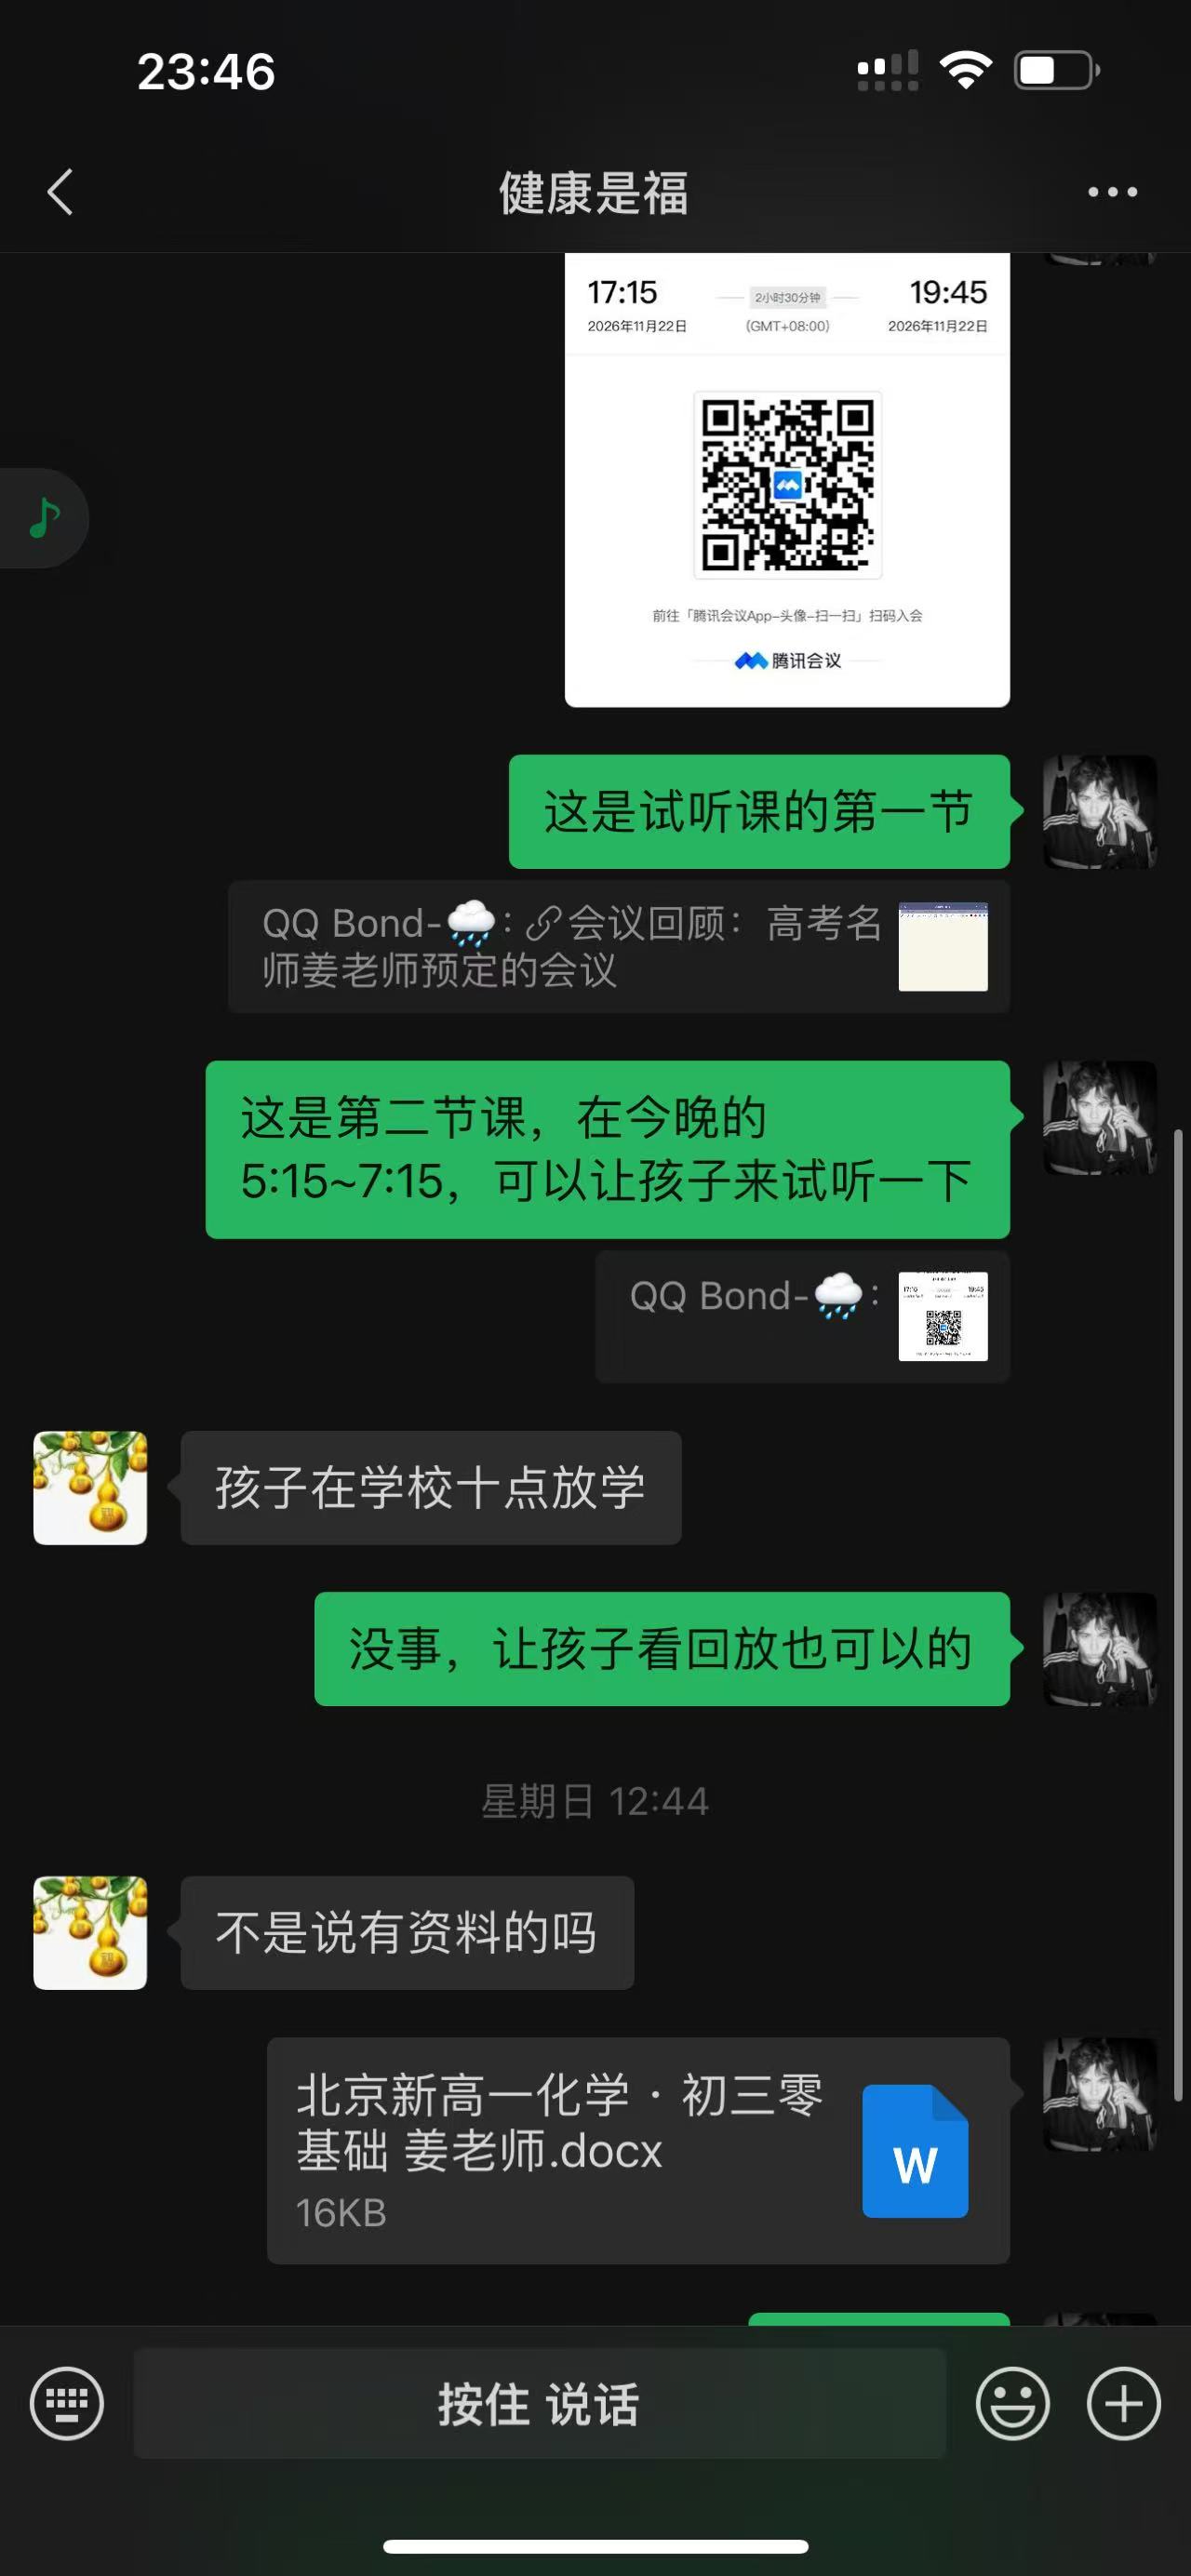 23:46
健康是福
17:15
2小时30分钟
19:45
2026年11月22日
(GMT+08:00)
2026年11月22日
前往「腾讯会议App-头像-扫一扫」扫码入会
腾讯会议
这是试听课的第一节
QQ Bond-🌧️: 🔗会议回顾：高考名
师姜老师预定的会议
这是第二节课，在今晚的
5:15~7:15，可以让孩子来试听一下
QQ Bond-🌧️:
17:15
19:45
孩子在学校十点放学
没事，让孩子看回放也可以的
星期日 12:44
不是说有资料的吗
北京新高一化学 · 初三零
基础 姜老师.docx
W
16KB
按住 说话